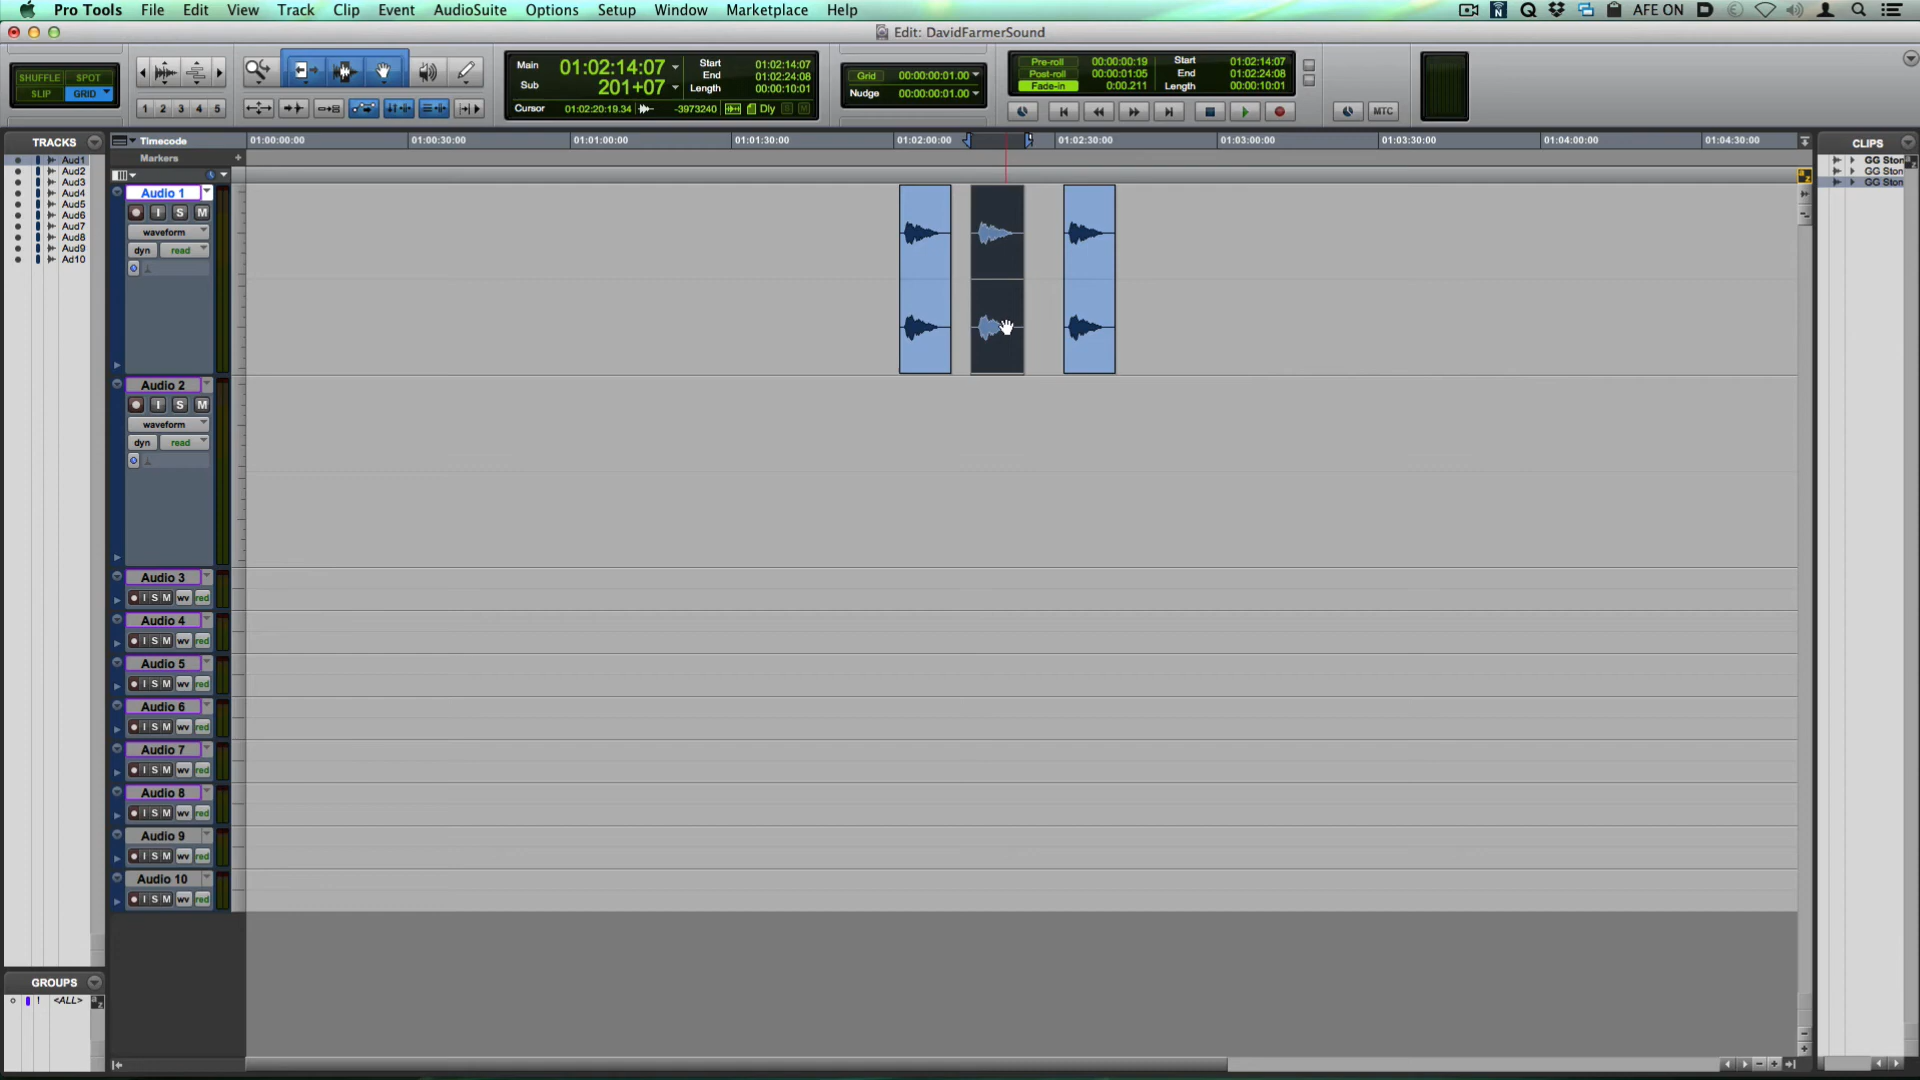 Pro Tools File Edit View Track Clip Event AudioSuite Options Setup Window Marketplace Help AFE ON
Edit: DavidFarmerSound
SHUFFLE SPOT
SLIP GRID
1 2 3 4 5
Main 01:02:14:07
Sub 201+07
Start 01:02:14:07
End 01:02:24:08
Length 00:00:10:01
Cursor 01:02:20:19.34 -3973240 Dly S M
Grid 00:00:00:01.00
Nudge 00:00:00:01.00
Pre-roll 00:00:00:19
Post-roll 00:00:01:05
Fade-in 0:00.211
Start 01:02:14:07
End 01:02:24:08
Length 00:00:10:01
MTC
TRACKS
Aud1
Aud2
Aud3
Aud4
Aud5
Aud6
Aud7
Aud8
Aud9
Ad10
Timecode 01:00:00:00 01:00:30:00 01:01:00:00 01:01:30:00 01:02:00:00 01:02:30:00 01:03:00:00 01:03:30:00 01:04:00:00 01:04:30:00
Markers
CLIPS
GG Ston
GG Ston
GG Ston
Audio 1
I S M
waveform
dyn read
Audio 2
I S M
waveform
dyn read
Audio 3
I S M wv red
Audio 4
I S M wv red
Audio 5
I S M wv red
Audio 6
I S M wv red
Audio 7
I S M wv red
Audio 8
I S M wv red
Audio 9
I S M wv red
Audio 10
I S M wv red
GROUPS
! <ALL>